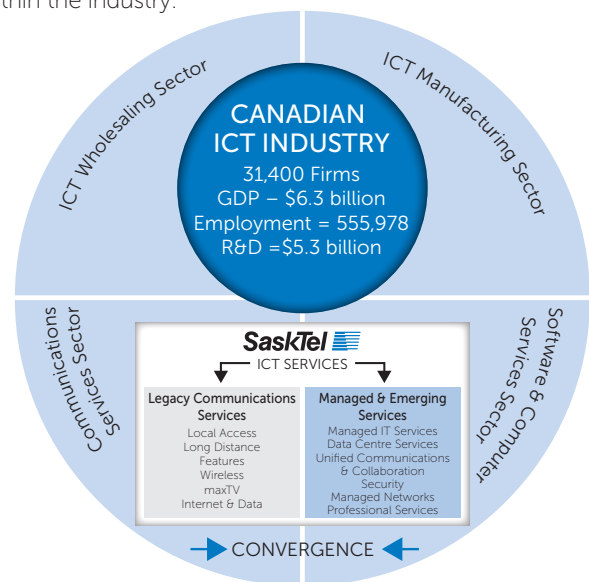 thin the industry.
ICT Wholesaling Sector
ICT Manufacturing Sector
CANADIAN
ICT INDUSTRY
31,400 Firms
GDP – $6.3 billion
Employment = 555,978
R&D =$5.3 billion
Communications
Services Sector
Software & Computer
Services Sector
SaskTel
ICT SERVICES
Legacy Communications
Services
Local Access
Long Distance
Features
Wireless
maxTV
Internet & Data
Managed & Emerging
Services
Managed IT Services
Data Centre Services
Unified Communications
& Collaboration
Security
Managed Networks
Professional Services
CONVERGENCE